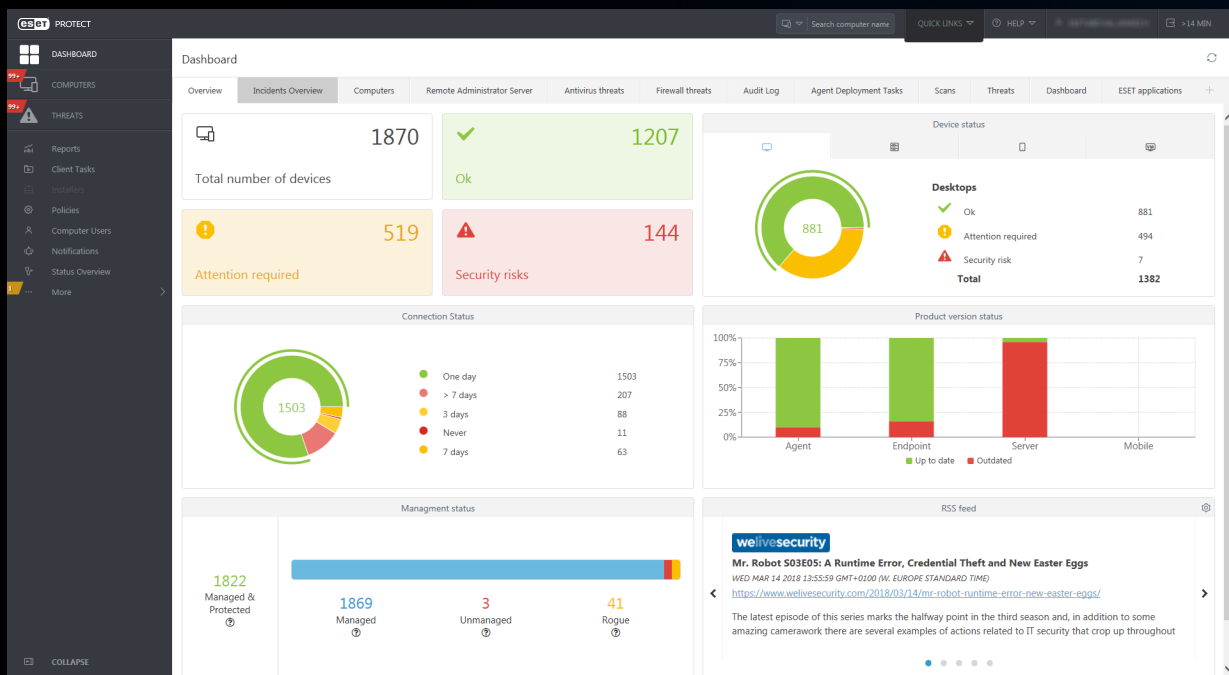 eseT PROTECT
Search computer name
QUICK LINKS
HELP
>14 MIN
DASHBOARD
99+
COMPUTERS
99+
THREATS
Reports
Client Tasks
Installers
Policies
Computer Users
Notifications
Status Overview
More
COLLAPSE
Dashboard
Overview
Incidents Overview
Computers
Remote Administrator Server
Antivirus threats
Firewall threats
Audit Log
Agent Deployment Tasks
Scans
Threats
Dashboard
ESET applications
1870
Total number of devices
1207
Ok
519
Attention required
144
Security risks
Device status
881
Desktops
Ok 881
Attention required 494
Security risk 7
Total 1382
Connection Status
1503
One day 1503
> 7 days 207
3 days 88
Never 11
7 days 63
Product version status
100%
75%
50%
25%
0%
Agent Endpoint Server Mobile
Up to date Outdated
Managment status
1822
Managed &
Protected
1869
Managed
3
Unmanaged
41
Rogue
RSS feed
welivesecurity
Mr. Robot S03E05: A Runtime Error, Credential Theft and New Easter Eggs
WED MAR 14 2018 13:55:59 GMT+0100 (W. EUROPE STANDARD TIME)
https://www.welivesecurity.com/2018/03/14/mr-robot-runtime-error-new-easter-eggs/
The latest episode of this series marks the halfway point in the third season and, in addition to some
amazing camerawork there are several examples of actions related to IT security that crop up throughout